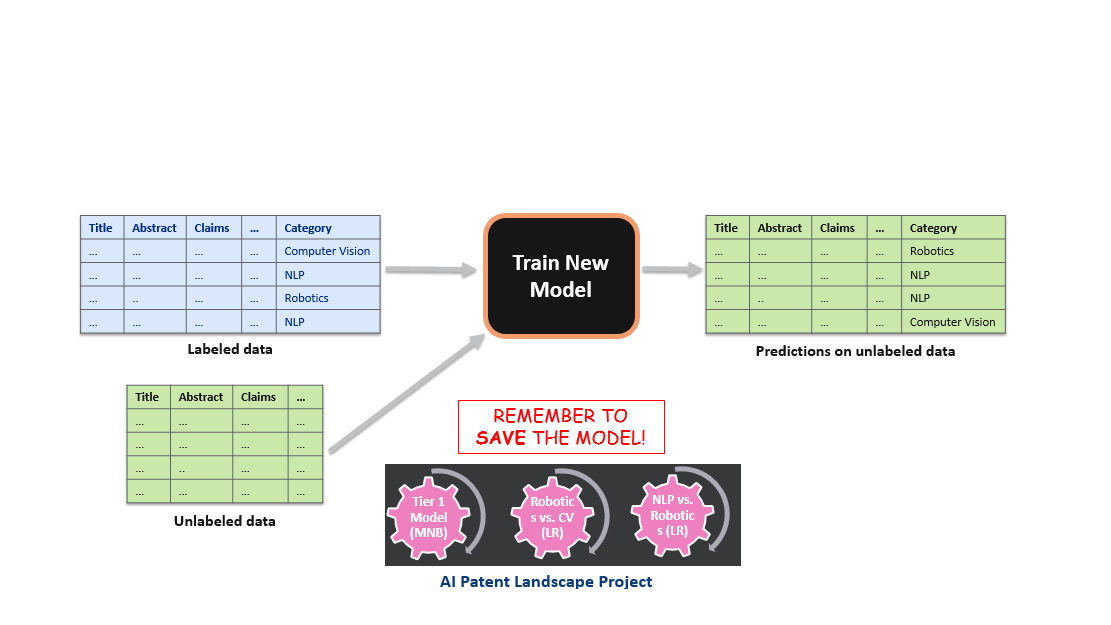 Title Abstract Claims ... Category
... ... ... ... Computer Vision
... ... ... ... NLP
... .. ... ... Robotics
... ... ... ... NLP
Labeled data
Title Abstract Claims ...
... ... ... ...
... ... ... ...
... .. ... ...
... ... ... ...
Unlabeled data
Train New
Model
Title Abstract Claims ... Category
... ... ... ... Robotics
... ... ... ... NLP
... .. ... ... NLP
... ... ... ... Computer Vision
Predictions on unlabeled data
REMEMBER TO
SAVE THE MODEL!
Tier 1
Model
(MNB)
Robotic
s vs. CV
(LR)
NLP vs.
Robotic
s (LR)
AI Patent Landscape Project